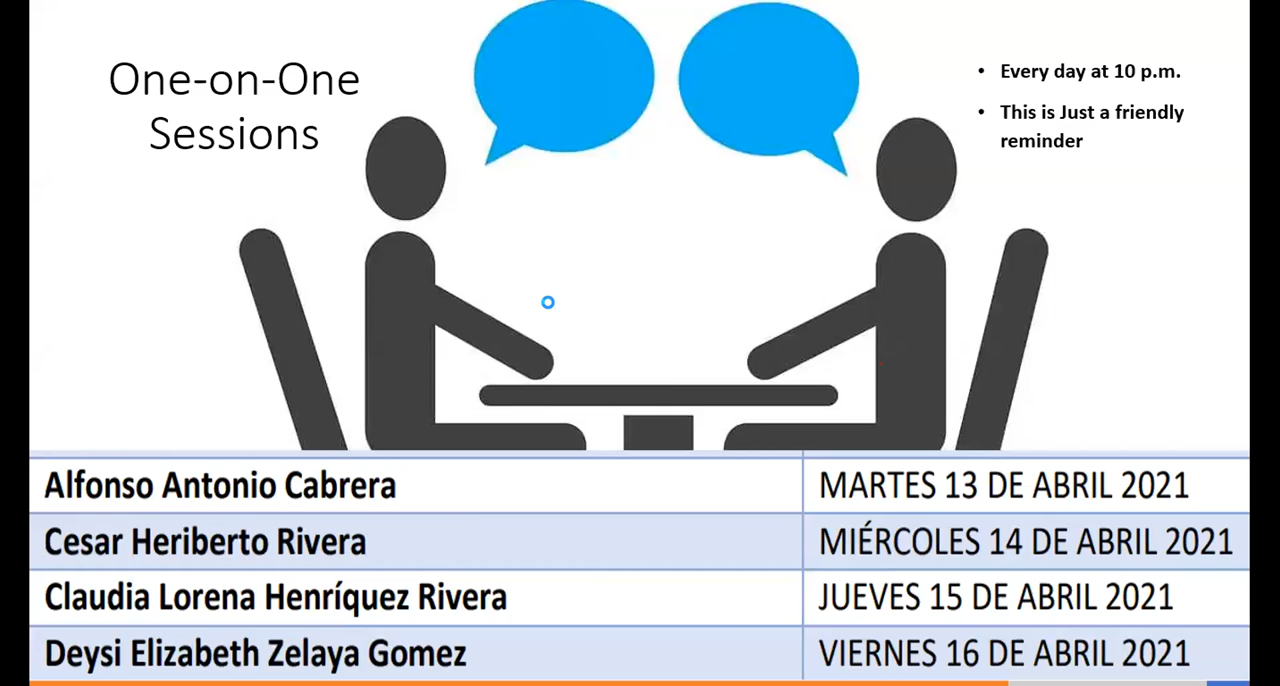 One-on-One
Sessions
• Every day at 10 p.m.
• This is Just a friendly
reminder
Alfonso Antonio Cabrera MARTES 13 DE ABRIL 2021
Cesar Heriberto Rivera MIÉRCOLES 14 DE ABRIL 2021
Claudia Lorena Henríquez Rivera JUEVES 15 DE ABRIL 2021
Deysi Elizabeth Zelaya Gomez VIERNES 16 DE ABRIL 2021